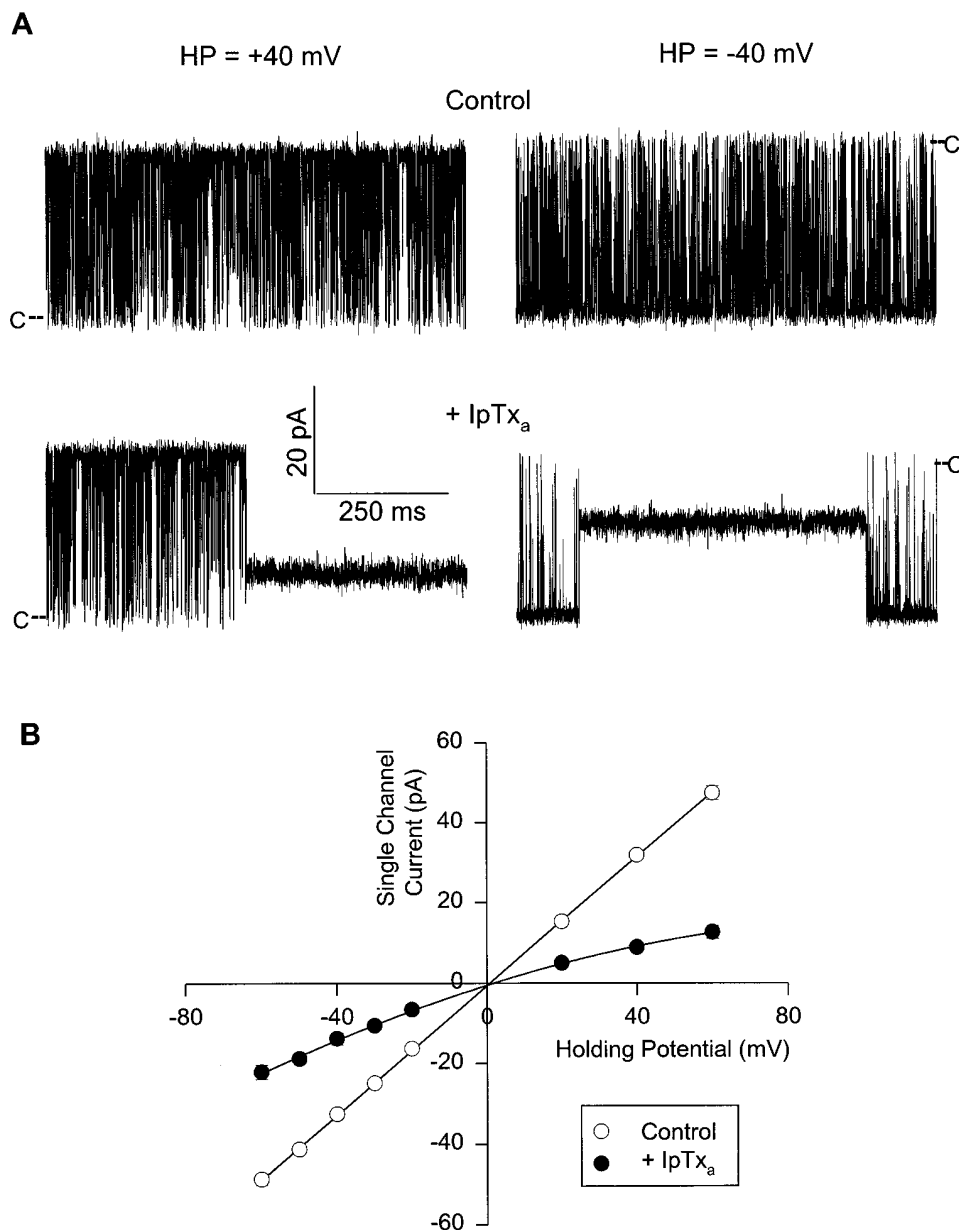 A
HP = +40 mV
HP = -40 mV
Control
C
C
+ IpTxa
20 pA
250 ms
C
C
B
Single Channel
Current (pA)
60
40
20
0
-20
-40
-60
-80
-40
0
40
80
Holding Potential (mV)
Control
+ IpTxa